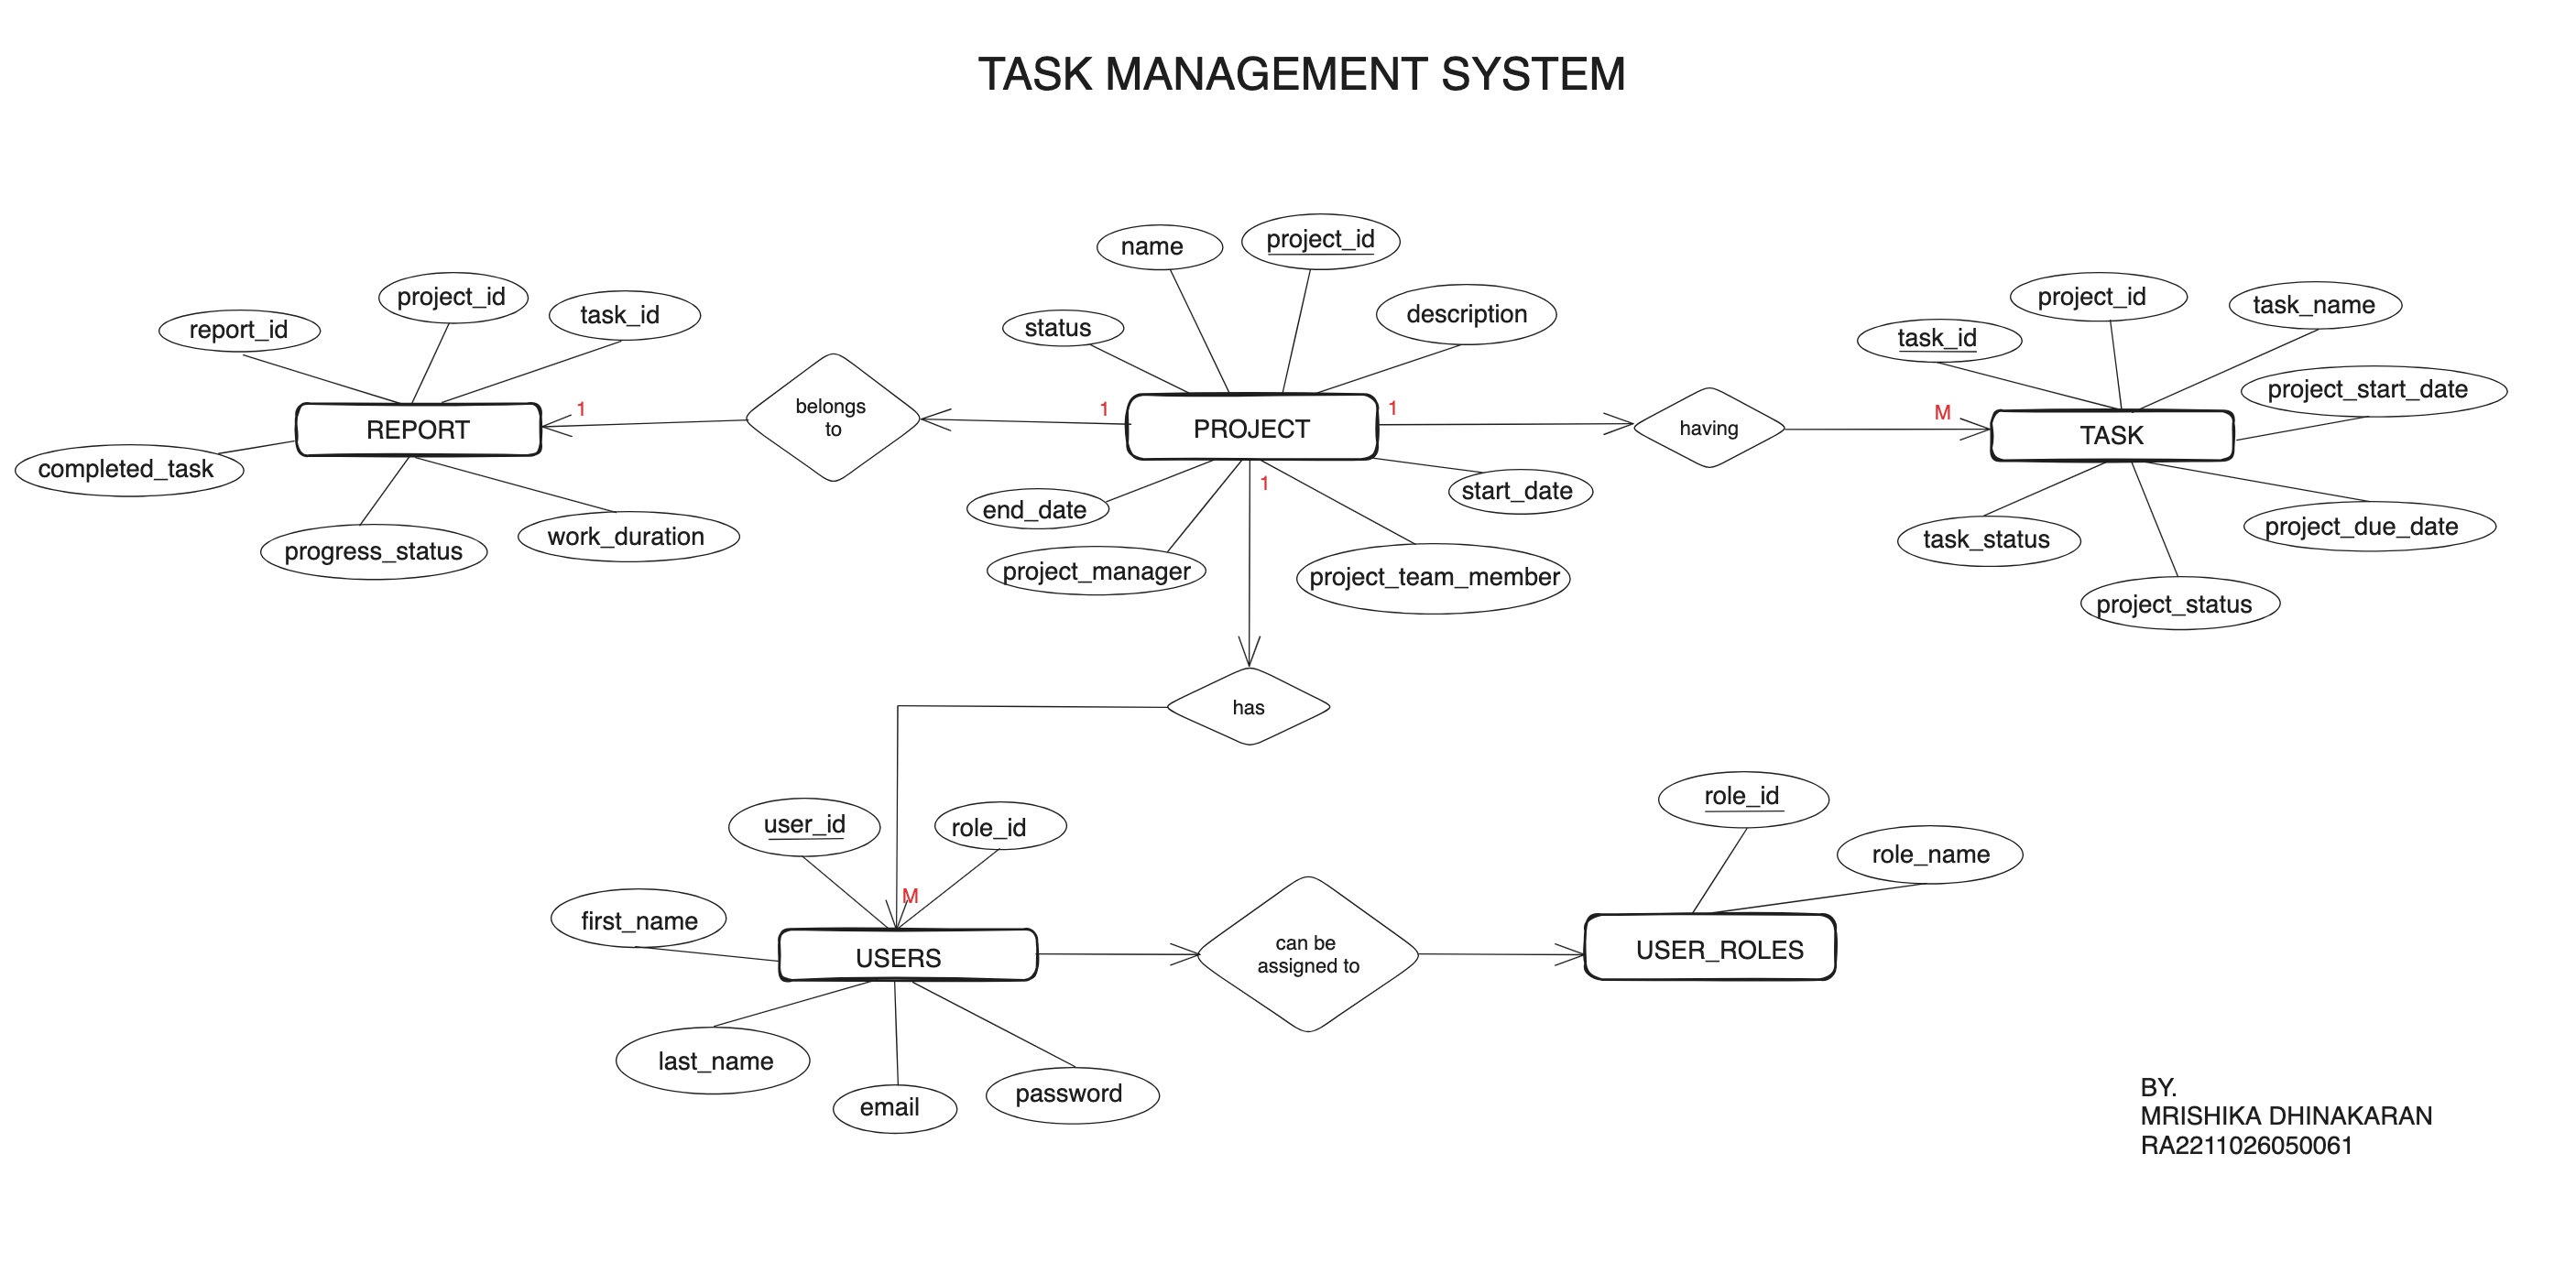 TASK MANAGEMENT SYSTEM
name
project_id
report_id
project_id
task_id
status
description
task_id
project_id
task_name
project_start_date
belongs
to
1
1
1
M
REPORT
PROJECT
having
TASK
completed_task
progress_status
work_duration
end_date
1
start_date
project_manager
project_team_member
task_status
project_due_date
project_status
has
user_id
role_id
role_id
role_name
M
first_name
USERS
can be
assigned to
USER_ROLES
last_name
email
password
BY.
MRISHIKA DHINAKARAN
RA2211026050061